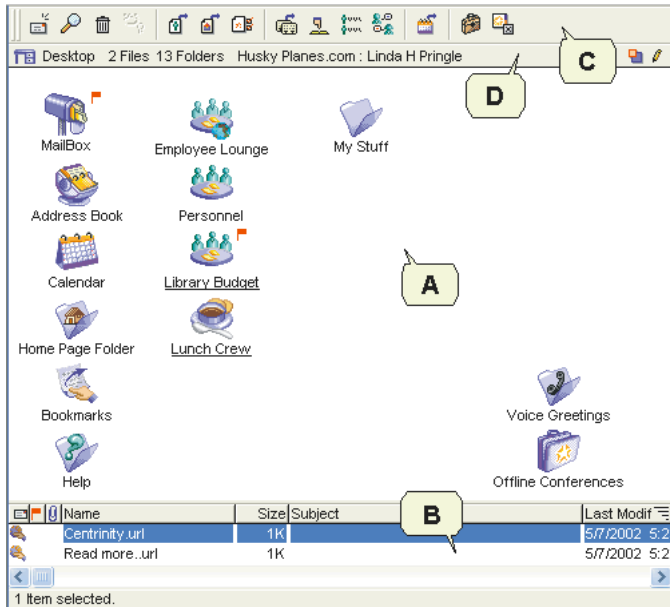 C
Desktop 2 Files 13 Folders Husky Planes.com : Linda H Pringle
D
MailBox
Employee Lounge
My Stuff
Address Book
Personnel
A
Calendar
Library Budget
Home Page Folder
Lunch Crew
Bookmarks
Voice Greetings
Help
Offline Conferences
B
Name Size Subject Last Modif
Centrinity.url 1K 5/7/2002 5:2
Read more..url 1K 5/7/2002 5:2
1 Item selected.